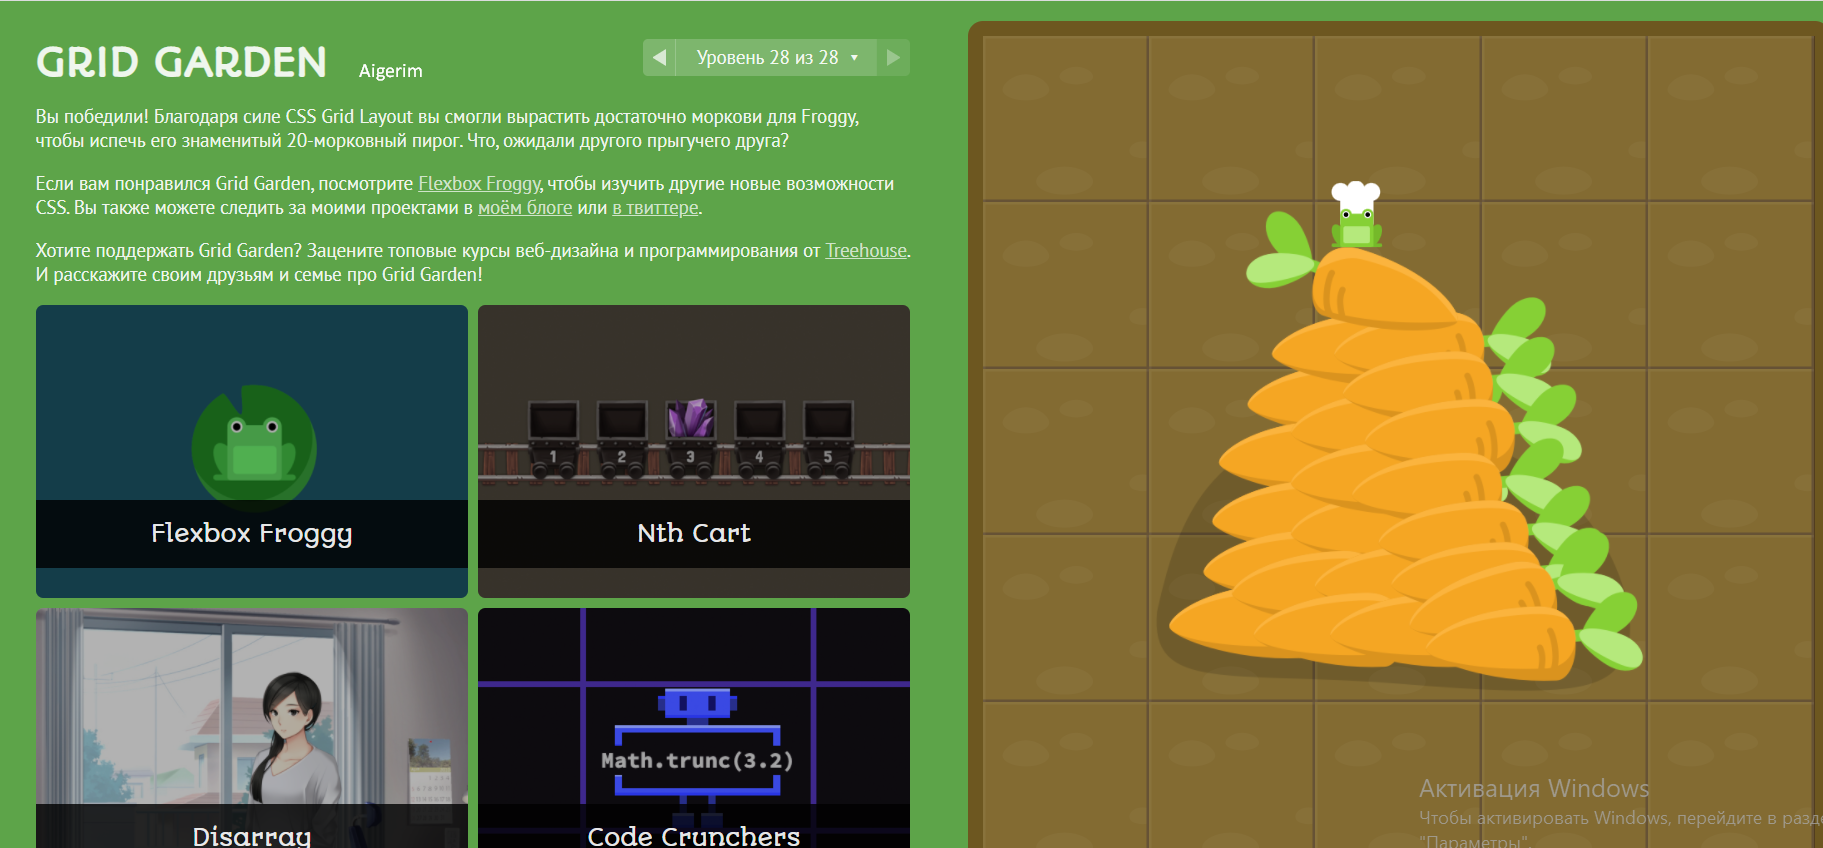 GRID GARDEN
Aigerim
Уровень 28 из 28
Вы победили! Благодаря силе CSS Grid Layout вы смогли вырастить достаточно моркови для Froggy,
чтобы испечь его знаменитый 20-морковный пирог. Что, ожидали другого прыгучего друга?
Если вам понравился Grid Garden, посмотрите Flexbox Froggy, чтобы изучить другие новые возможности
CSS. Вы также можете следить за моими проектами в моём блоге или в твиттере.
Хотите поддержать Grid Garden? Зацените топовые курсы веб-дизайна и программирования от Treehouse.
И расскажите своим друзьям и семье про Grid Garden!
Flexbox Froggy
1 2 3 4 5
Nth Cart
Disarray
Math.trunc(3.2)
Code Crunchers
Активация Windows
Чтобы активировать Windows, перейдите в разде
"Параметры".